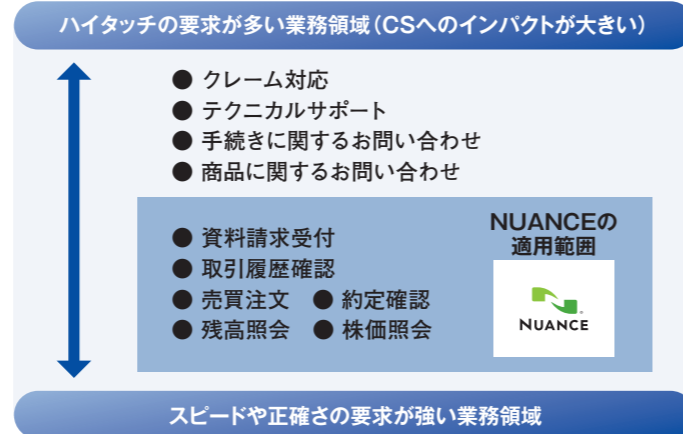 ハイタッチの要求が多い業務領域（CSへのインパクトが大きい）
● クレーム対応
● テクニカルサポート
● 手続きに関するお問い合わせ
● 商品に関するお問い合わせ
● 資料請求受付
● 取引履歴確認
● 売買注文 ● 約定確認
● 残高照会 ● 株価照会
NUANCEの
適用範囲
NUANCE
スピードや正確さの要求が強い業務領域